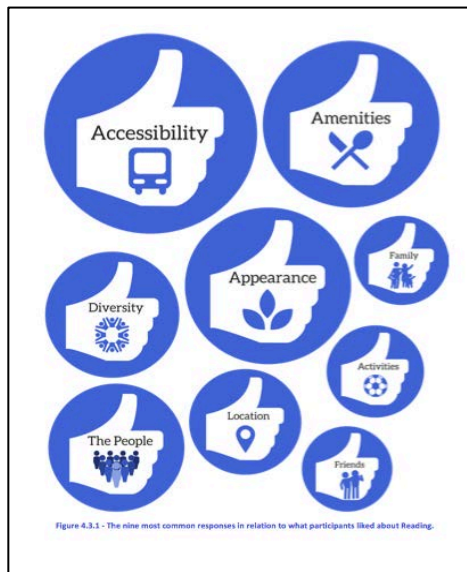 Accessibility
Amenities
Family
Appearance
Diversity
Activities
Location
The People
Friends
Figure 4.3.1 - The nine most common responses in relation to what participants liked about Reading.